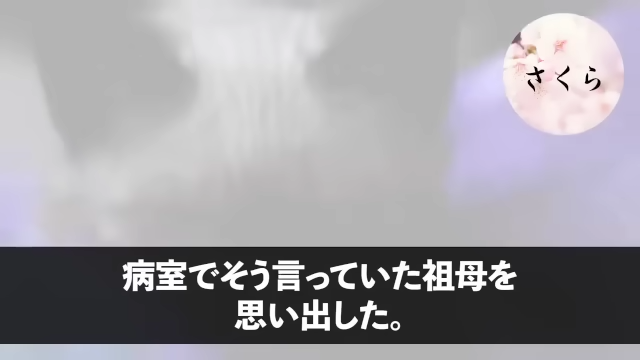 さくら
病室でそう言っていた祖母を
思い出した。